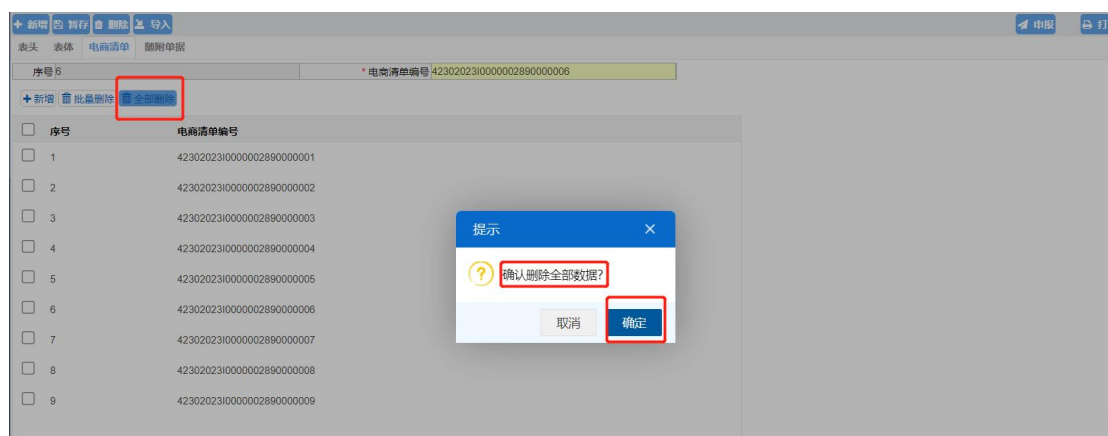 新增 暂存 删除 导入 申报 打
表头 表体 电商清单 随附单据
序号 6 * 电商清单编号 42302023I0000002890000006
新增 批量删除 全部删除
序号 电商清单编号
1 42302023I0000002890000001
2 42302023I0000002890000002
3 42302023I0000002890000003
4 42302023I0000002890000004
5 42302023I0000002890000005
6 42302023I0000002890000006
7 42302023I0000002890000007
8 42302023I0000002890000008
9 42302023I0000002890000009
提示
确认删除全部数据?
取消 确定